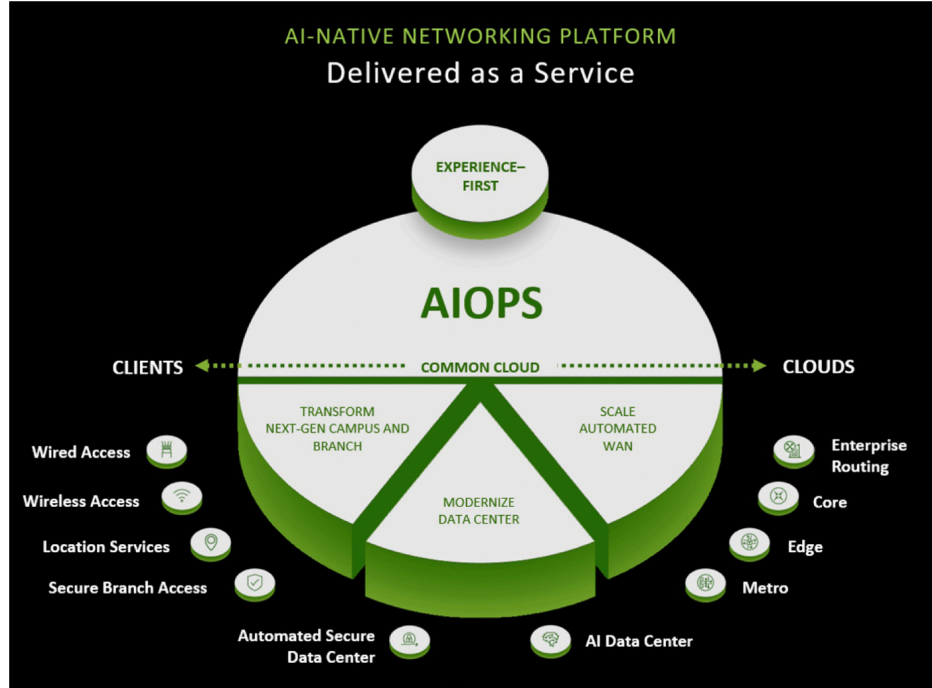 AI-NATIVE NETWORKING PLATFORM
Delivered as a Service
EXPERIENCE–
FIRST
AIOPS
CLIENTS
COMMON CLOUD
CLOUDS
TRANSFORM
NEXT-GEN CAMPUS AND
BRANCH
SCALE
AUTOMATED
WAN
MODERNIZE
DATA CENTER
Wired Access
Wireless Access
Location Services
Secure Branch Access
Automated Secure
Data Center
AI Data Center
Metro
Edge
Core
Enterprise
Routing